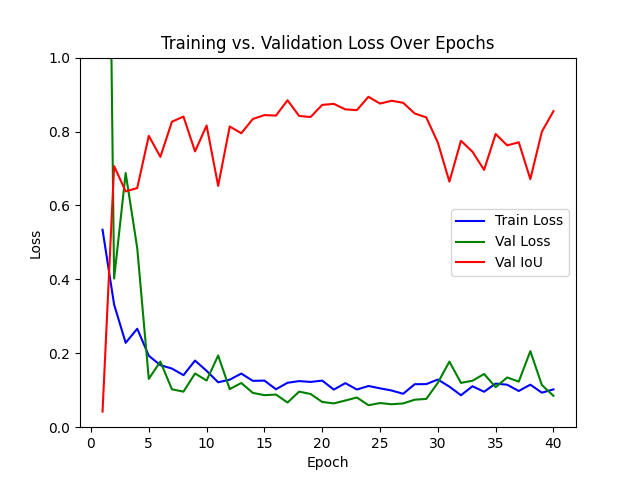 Training vs. Validation Loss Over Epochs
1.0
0.8
0.6
0.4
0.2
0.0
Loss
Train Loss
Val Loss
Val IoU
0 5 10 15 20 25 30 35 40
Epoch